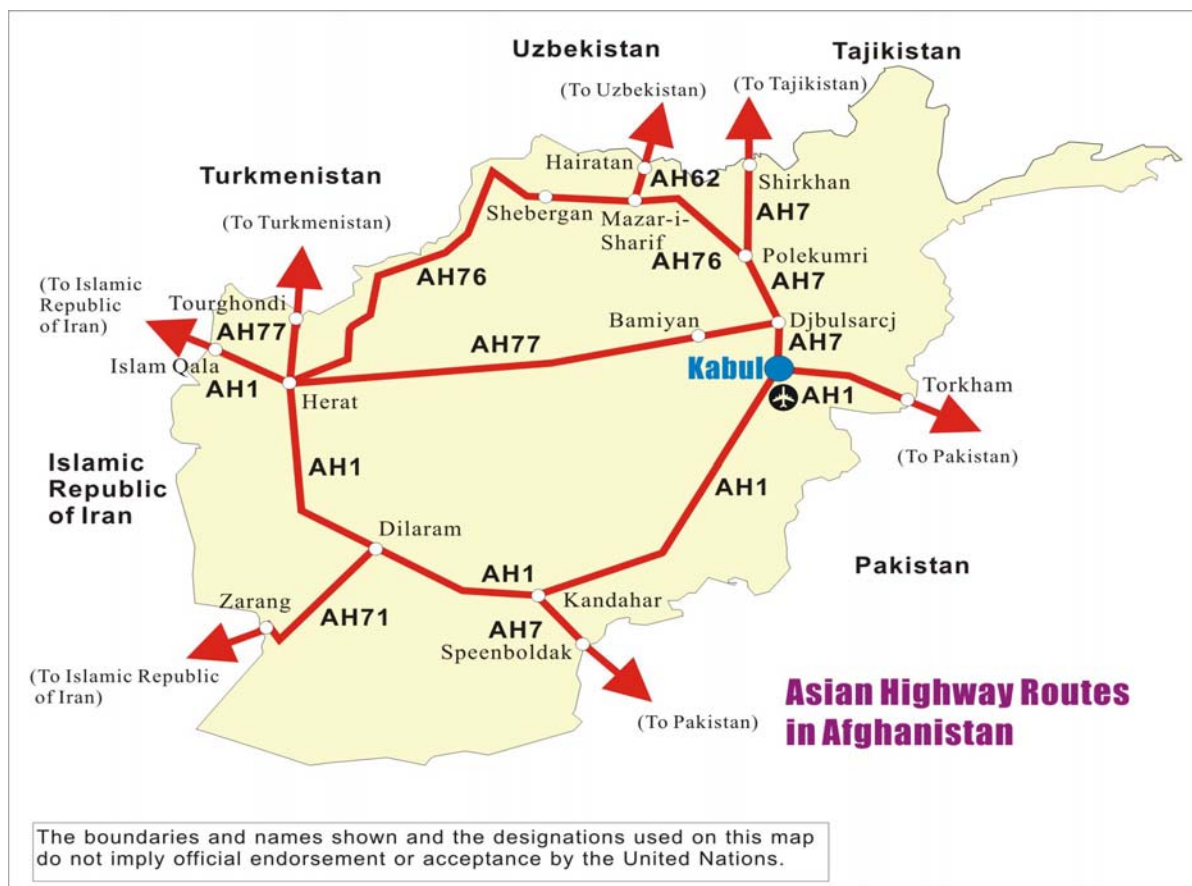 Uzbekistan
Tajikistan
(To Uzbekistan)
(To Tajikistan)
Hairatan
AH62
Shirkhan
Turkmenistan
Shebergan
Mazar-i-
Sharif
AH7
(To Turkmenistan)
AH76
Polekumri
AH76
AH7
(To Islamic
Republic
of Iran)
Tourghondi
AH77
Bamiyan
Djbulsarcj
AH77
AH7
Islam Qala
AH1
Kabul
Herat
AH1
Torkham
Islamic
Republic
of Iran
AH1
(To Pakistan)
AH1
Dilaram
Pakistan
AH1
Zarang
AH71
Kandahar
AH7
Speenboldak
(To Islamic Republic
of Iran)
(To Pakistan)
Asian Highway Routes
in Afghanistan
The boundaries and names shown and the designations used on this map
do not imply official endorsement or acceptance by the United Nations.